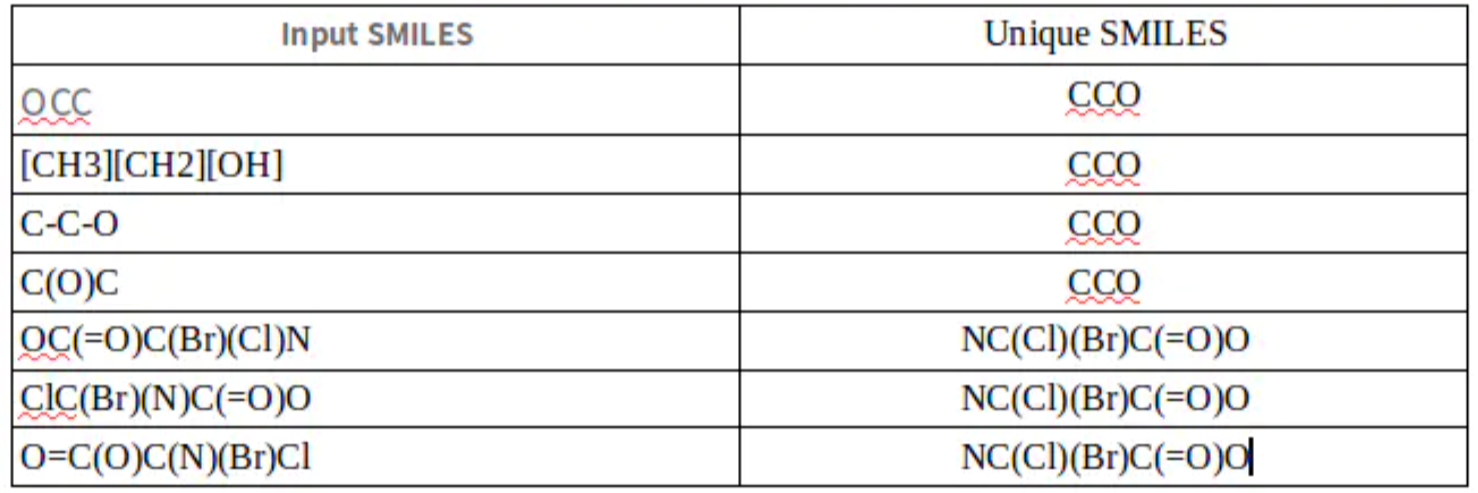 Input SMILES Unique SMILES
OCC CCO
[CH3][CH2][OH] CCO
C-C-O CCO
C(O)C CCO
OC(=O)C(Br)(Cl)N NC(Cl)(Br)C(=O)O
ClC(Br)(N)C(=O)O NC(Cl)(Br)C(=O)O
O=C(O)C(N)(Br)Cl NC(Cl)(Br)C(=O)O